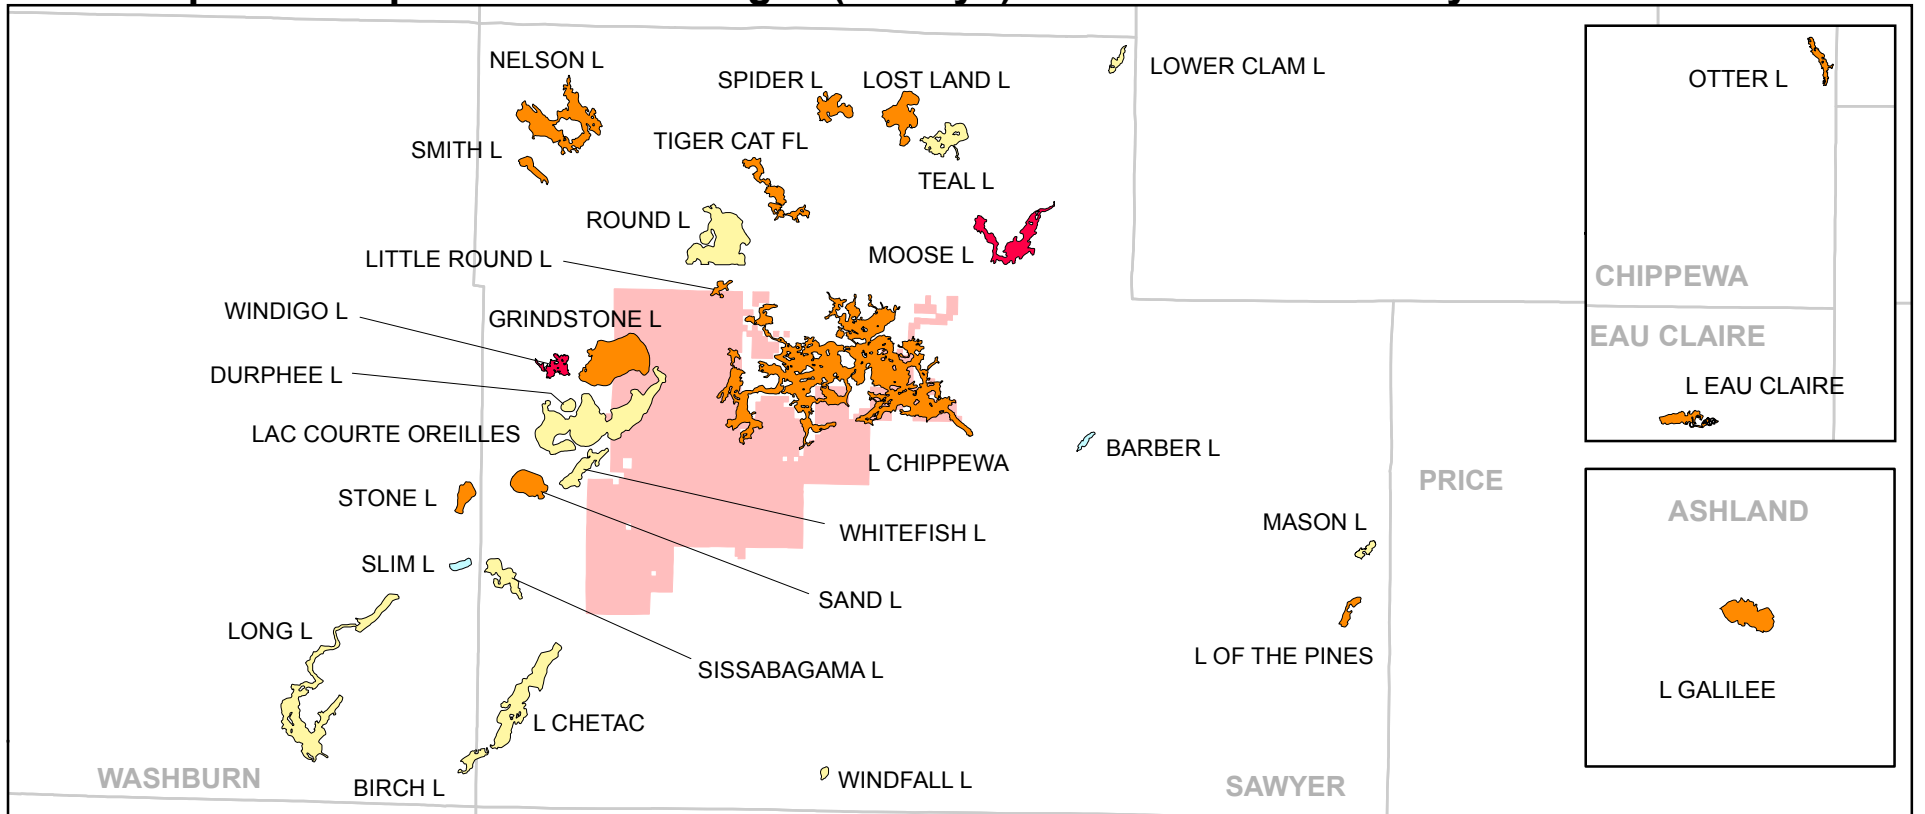 NELSON L
SPIDER L
LOST LAND L
LOWER CLAM L
OTTER L
SMITH L
TIGER CAT FL
TEAL L
ROUND L
MOOSE L
LITTLE ROUND L
CHIPPEWA
WINDIGO L
GRINDSTONE L
EAU CLAIRE
DURPHEE L
L EAU CLAIRE
LAC COURTE OREILLES
BARBER L
L CHIPPEWA
PRICE
STONE L
ASHLAND
MASON L
WHITEFISH L
SLIM L
SAND L
LONG L
L OF THE PINES
SISSABAGAMA L
L GALILEE
L CHETAC
WASHBURN
WINDFALL L
BIRCH L
SAWYER